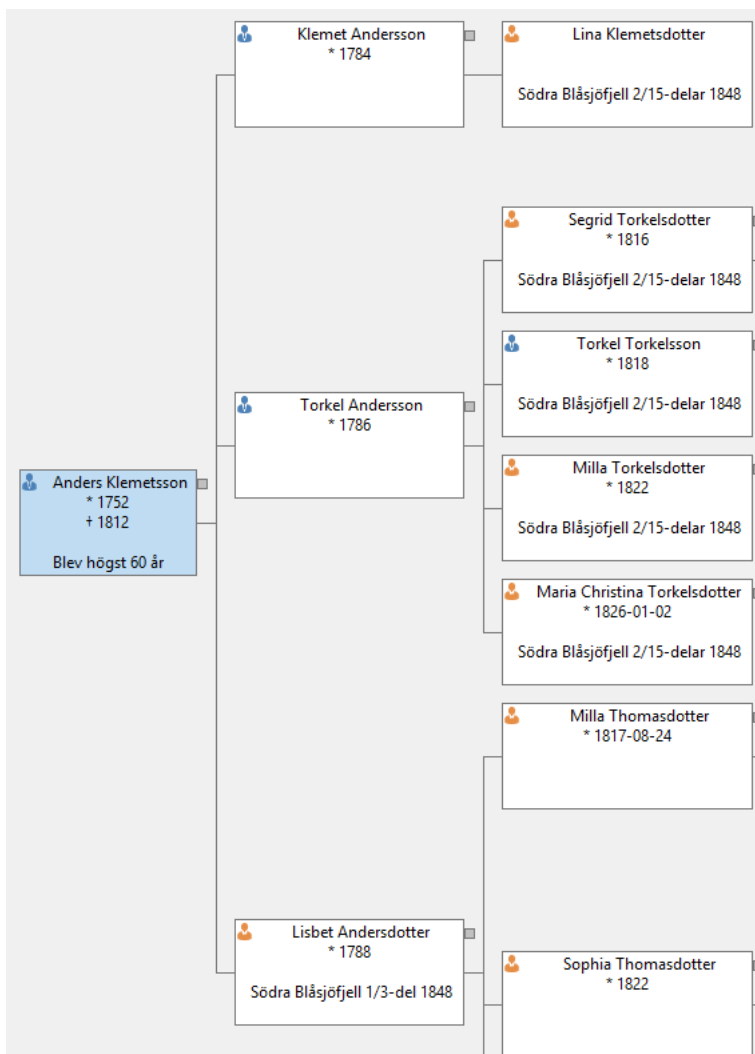 Anders Klemetsson
* 1752
+ 1812
Blev högst 60 år
Klemet Andersson
* 1784
Lina Klemetsdotter
Södra Blåsjöfjell 2/15-delar 1848
Torkel Andersson
* 1786
Segrid Torkelsdotter
* 1816
Södra Blåsjöfjell 2/15-delar 1848
Torkel Torkelsson
* 1818
Södra Blåsjöfjell 2/15-delar 1848
Milla Torkelsdotter
* 1822
Södra Blåsjöfjell 2/15-delar 1848
Maria Christina Torkelsdotter
* 1826-01-02
Södra Blåsjöfjell 2/15-delar 1848
Lisbet Andersdotter
* 1788
Södra Blåsjöfjell 1/3-del 1848
Milla Thomasdotter
* 1817-08-24
Sophia Thomasdotter
* 1822